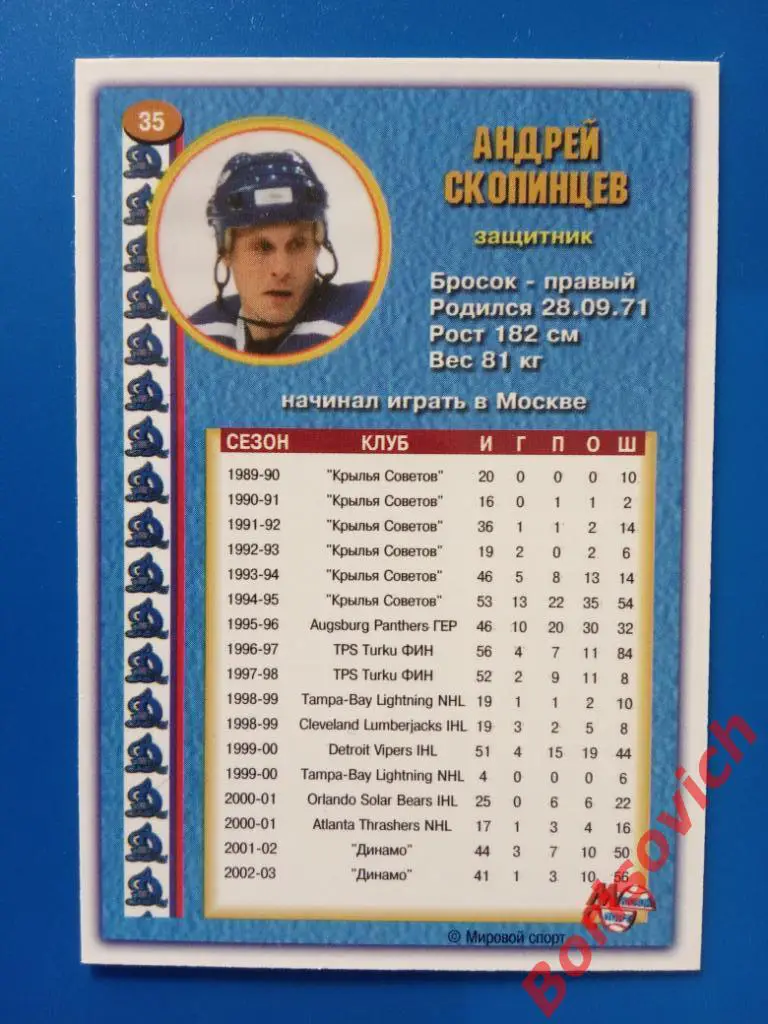 35
АНДРЕЙ
СКОПИНЦЕВ
защитник
Бросок - правый
Родился 28.09.71
Рост 182 см
Вес 81 кг
начинал играть в Москве
СЕЗОН КЛУБ И Г П О Ш
1989-90 "Крылья Советов" 20 0 0 0 10
1990-91 "Крылья Советов" 16 0 1 1 2
1991-92 "Крылья Советов" 36 1 1 2 14
1992-93 "Крылья Советов" 19 2 0 2 6
1993-94 "Крылья Советов" 46 5 8 13 14
1994-95 "Крылья Советов" 53 13 22 35 54
1995-96 Augsburg Panthers ГЕР 46 10 20 30 32
1996-97 TPS Turku ФИН 56 4 7 11 84
1997-98 TPS Turku ФИН 52 2 9 11 8
1998-99 Tampa-Bay Lightning NHL 19 1 1 2 10
1998-99 Cleveland Lumberjacks IHL 19 3 2 5 8
1999-00 Detroit Vipers IHL 51 4 15 19 44
1999-00 Tampa-Bay Lightning NHL 4 0 0 0 6
2000-01 Orlando Solar Bears IHL 25 0 6 6 22
2000-01 Atlanta Thrashers NHL 17 1 3 4 16
2001-02 "Динамо" 44 3 7 10 50
2002-03 "Динамо" 41 1 3 10 56
© Мировой спорт
Bortsovich